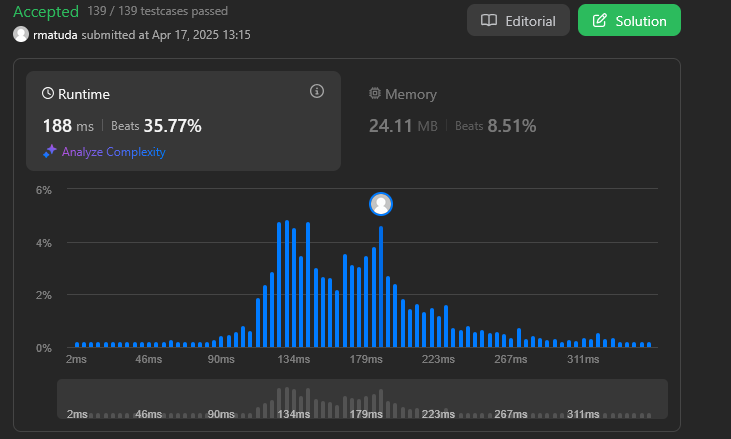 Accepted 139 / 139 testcases passed
Editorial
Solution
rmatuda submitted at Apr 17, 2025 13:15
Runtime
188 ms | Beats 35.77%
Analyze Complexity
Memory
24.11 MB | Beats 8.51%
6%
4%
2%
0%
2ms 46ms 90ms 134ms 179ms 223ms 267ms 311ms
2ms 46ms 90ms 134ms 179ms 223ms 267ms 311ms